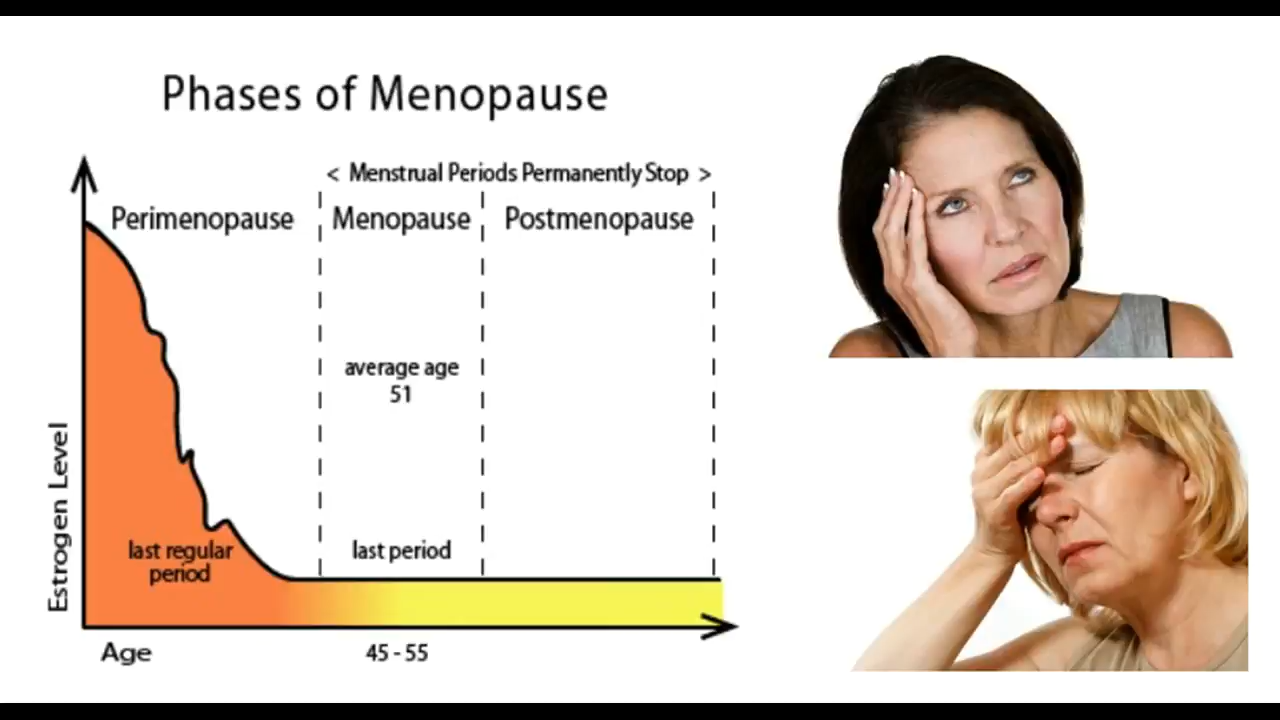 Phases of Menopause
< Menstrual Periods Permanently Stop >
Perimenopause
Menopause
Postmenopause
average age
51
Estrogen Level
last regular
period
last period
Age
45 - 55